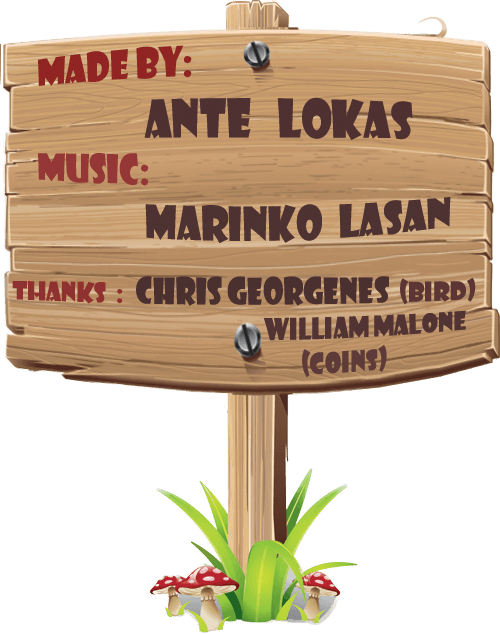 MADE BY:
ANTE LOKAS
MUSIC:
MARINKO LASAN
THANKS : CHRIS GEORGENES (BIRD)
WILLIAM MALONE
(COINS)